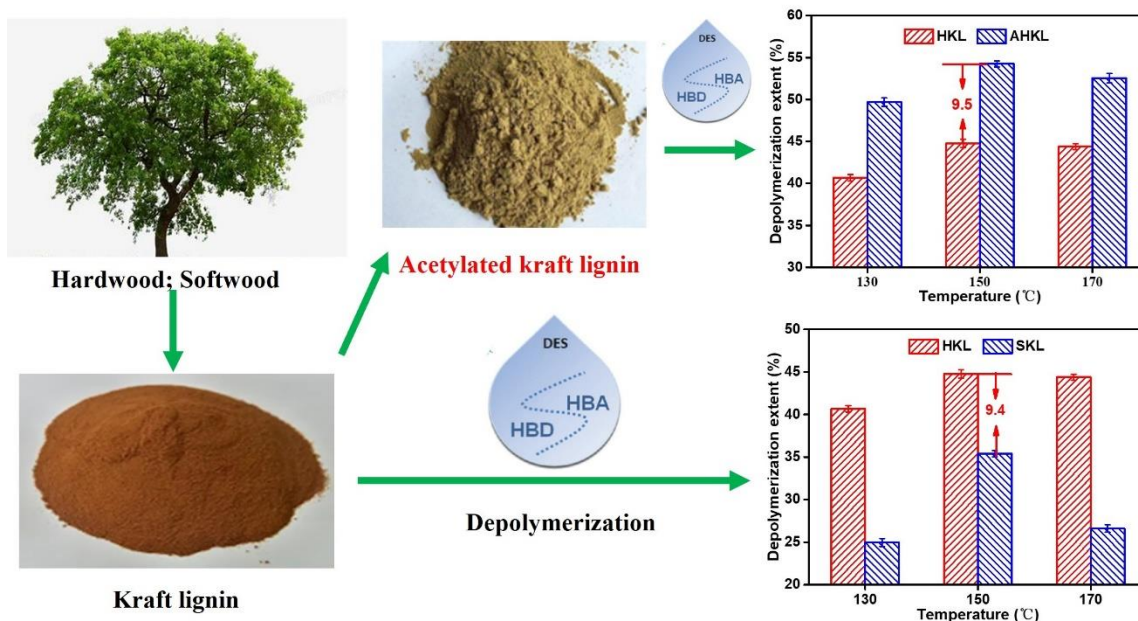 Hardwood; Softwood
Kraft lignin
Acetylated kraft lignin
DES
HBA
HBD
DES
HBA
HBD
Depolymerization
60
55
50
45
40
35
30
Depolymerization extent (%)
HKL AHKL
9.5
130 150 170
Temperature (℃)
50
45
40
35
30
25
20
Depolymerization extent (%)
HKL SKL
9.4
130 150 170
Temperature (℃)